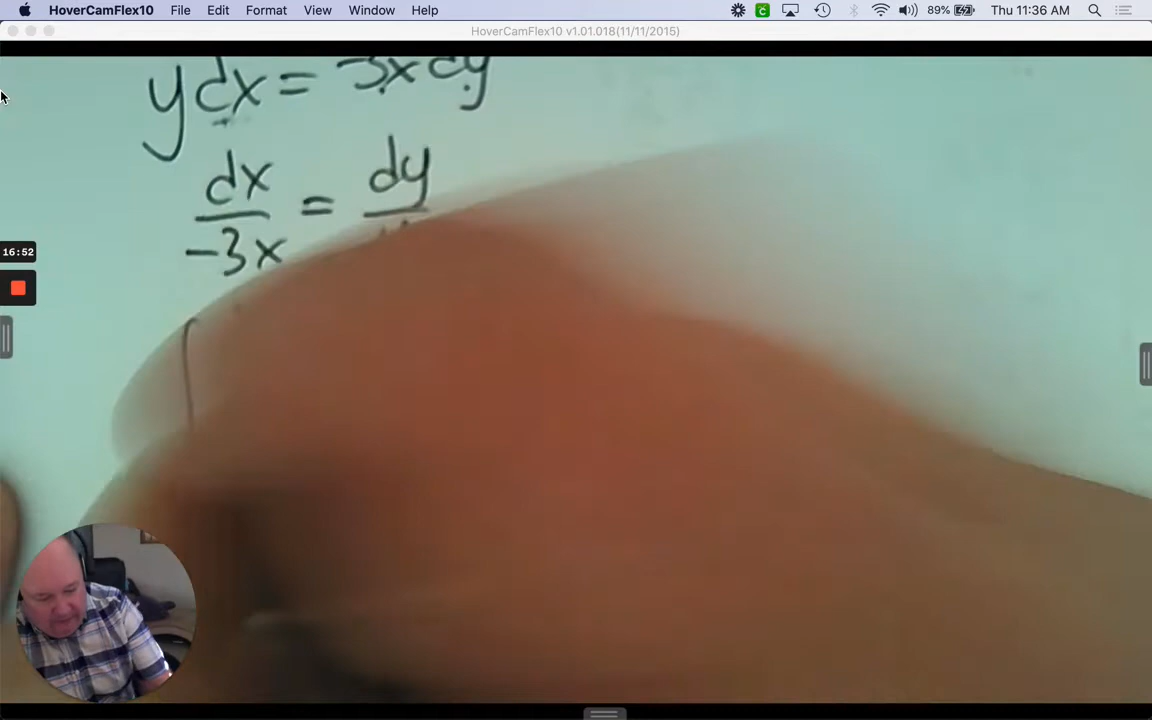 HoverCamFlex10 File Edit Format View Window Help 89% Thu 11:36 AM
HoverCamFlex10 v1.01.018(11/11/2015)
ydx = 3xdy
dx/-3x = dy
16:52